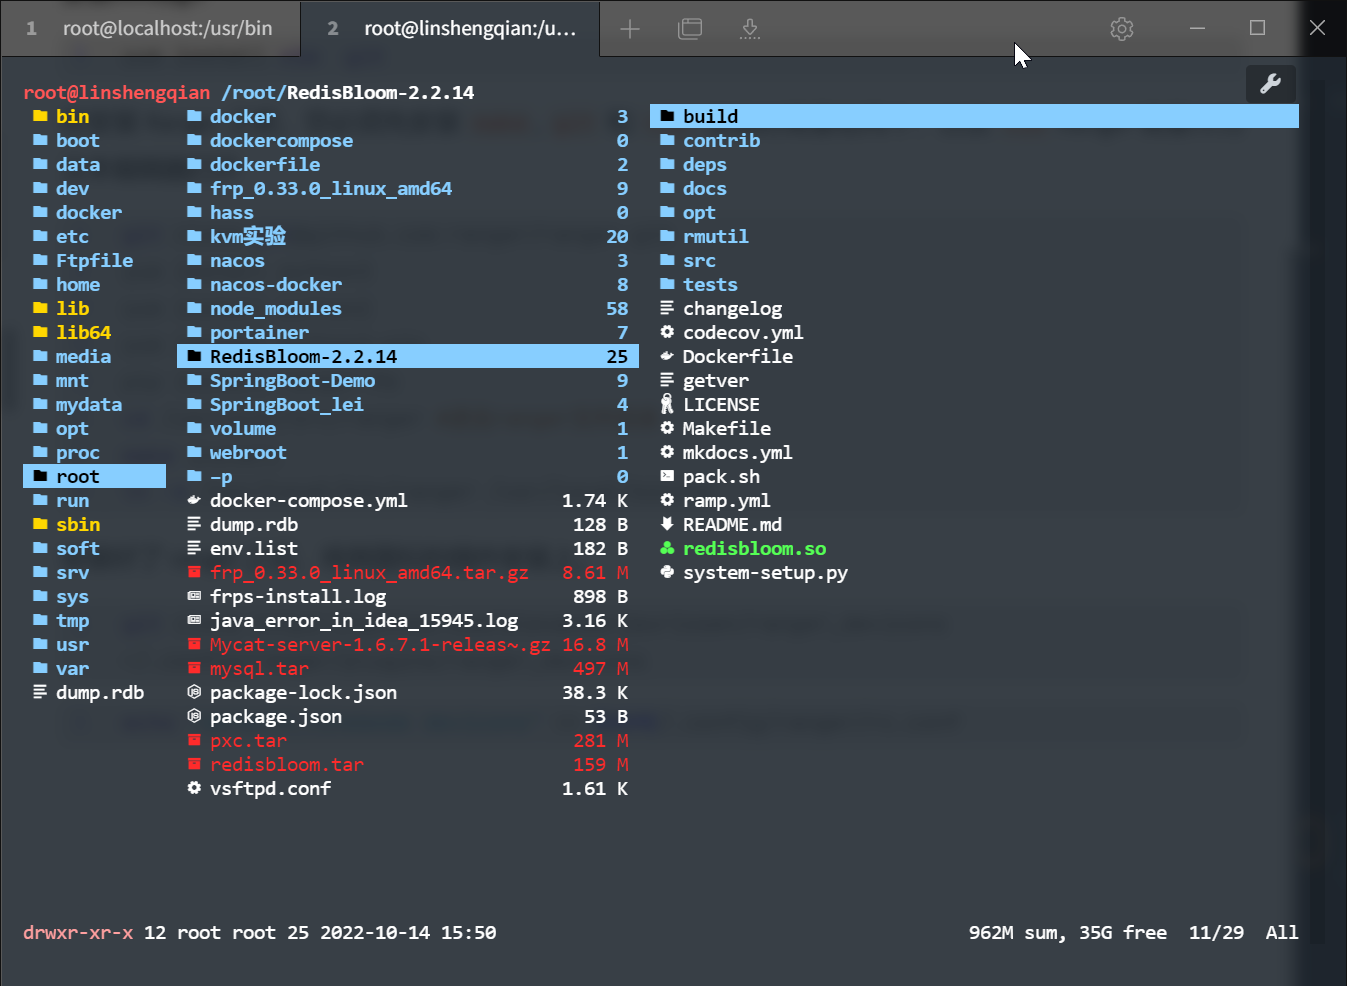 1 root@localhost:/usr/bin 2 root@linshengqian:/u...
root@linshengqian /root/RedisBloom-2.2.14
bin docker 3 build
boot dockercompose 0 contrib
data dockerfile 2 deps
dev frp_0.33.0_linux_amd64 9 docs
docker hass 0 opt
etc kvm实验 20 rmutil
Ftpfile nacos 3 src
home nacos-docker 8 tests
lib node_modules 58 changelog
lib64 portainer 7 codecov.yml
media RedisBloom-2.2.14 25 Dockerfile
mnt SpringBoot-Demo 9 getver
mydata SpringBoot_lei 4 LICENSE
opt volume 1 Makefile
proc webroot 1 mkdocs.yml
root –p 0 pack.sh
run docker-compose.yml 1.74 K ramp.yml
sbin dump.rdb 128 B README.md
soft env.list 182 B redisbloom.so
srv frp_0.33.0_linux_amd64.tar.gz 8.61 M system-setup.py
sys frps-install.log 898 B
tmp java_error_in_idea_15945.log 3.16 K
usr Mycat-server-1.6.7.1-releas~.gz 16.8 M
var mysql.tar 497 M
dump.rdb package-lock.json 38.3 K
package.json 53 B
pxc.tar 281 M
redisbloom.tar 159 M
vsftpd.conf 1.61 K
drwxr-xr-x 12 root root 25 2022-10-14 15:50 962M sum, 35G free 11/29 All